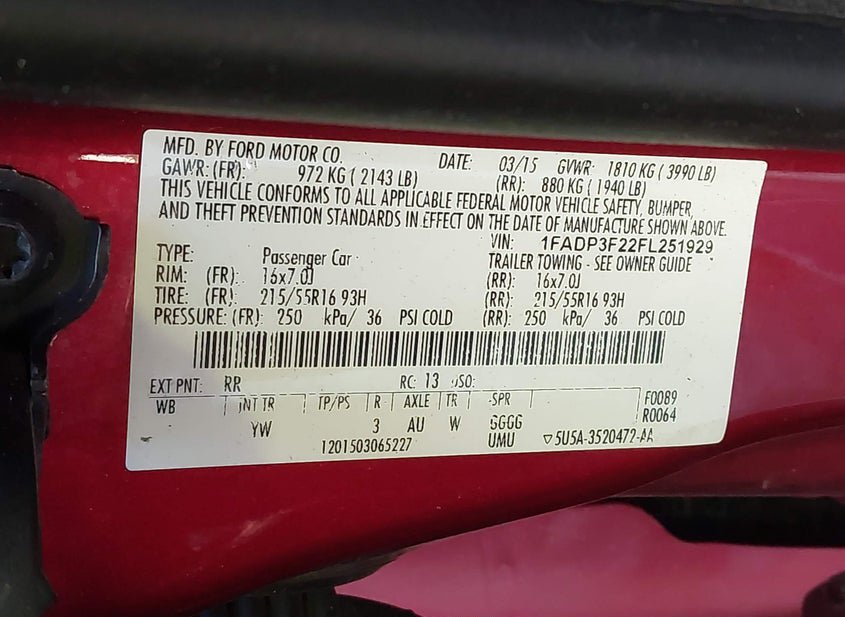 MFD. BY FORD MOTOR CO. DATE: 03/15 GVWR: 1810 KG ( 3990 LB)
GAWR: (FR): 972 KG ( 2143 LB) (RR): 880 KG ( 1940 LB)
THIS VEHICLE CONFORMS TO ALL APPLICABLE FEDERAL MOTOR VEHICLE SAFETY, BUMPER,
AND THEFT PREVENTION STANDARDS IN EFFECT ON THE DATE OF MANUFACTURE SHOWN ABOVE.
VIN: 1FADP3F22FL251929
TYPE: Passenger Car TRAILER TOWING - SEE OWNER GUIDE
RIM: (FR): 16x7.0J (RR): 16x7.0J
TIRE: (FR): 215/55R16 93H (RR): 215/55R16 93H
PRESSURE: (FR): 250 kPa/ 36 PSI COLD (RR): 250 kPa/ 36 PSI COLD
EXT PNT: RR RC: 13 DSO:
WB INT TR TP/PS R AXLE TR SPR F0089
YW 3 AU W GGGG R0064
1201503065227 UMU ▽5U5A-3520472-AA